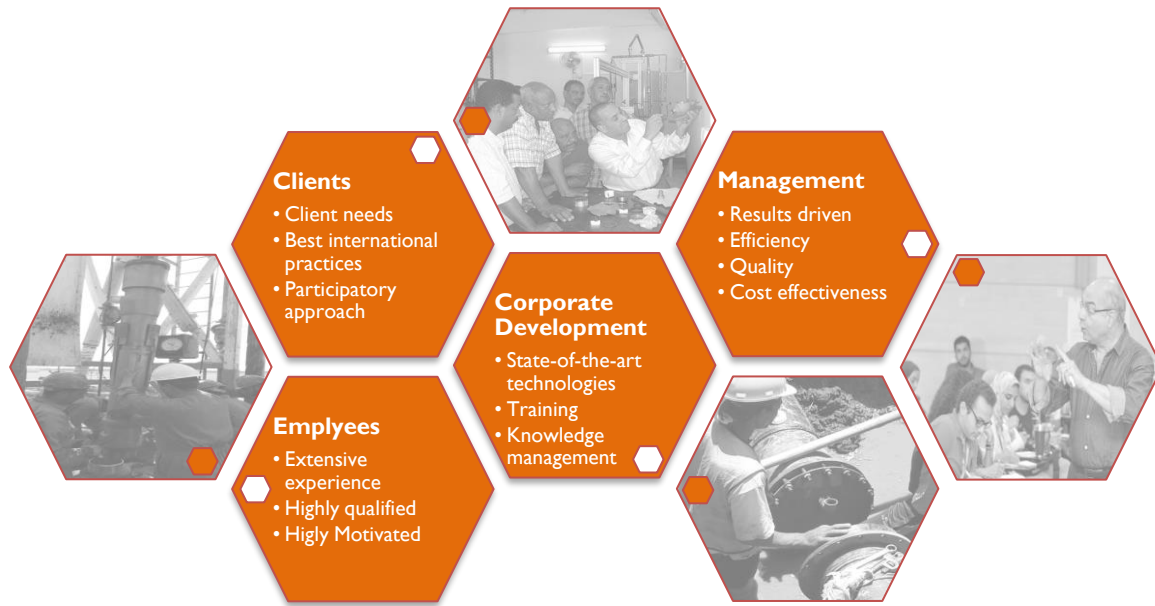 Clients
• Client needs
• Best international
practices
• Participatory
approach
Emplyees
• Extensive
experience
• Highly qualified
• Higly Motivated
Corporate
Development
• State-of-the-art
technologies
• Training
• Knowledge
management
Management
• Results driven
• Efficiency
• Quality
• Cost effectiveness